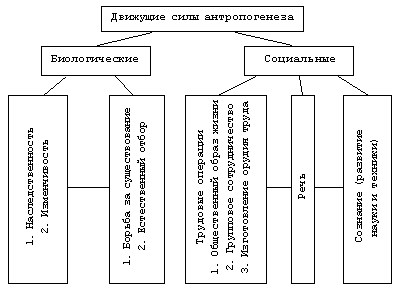 Движущие силы антропогенеза
Биологические
Социальные
1. Наследственность
2. Изменчивость
1. Борьба за существование
2. Естественный отбор
Трудовые операции
1. Общественный образ жизни
2. Групповое сотрудничество
3. Изготовление орудия труда
Речь
Сознание (развитие
науки и техники)